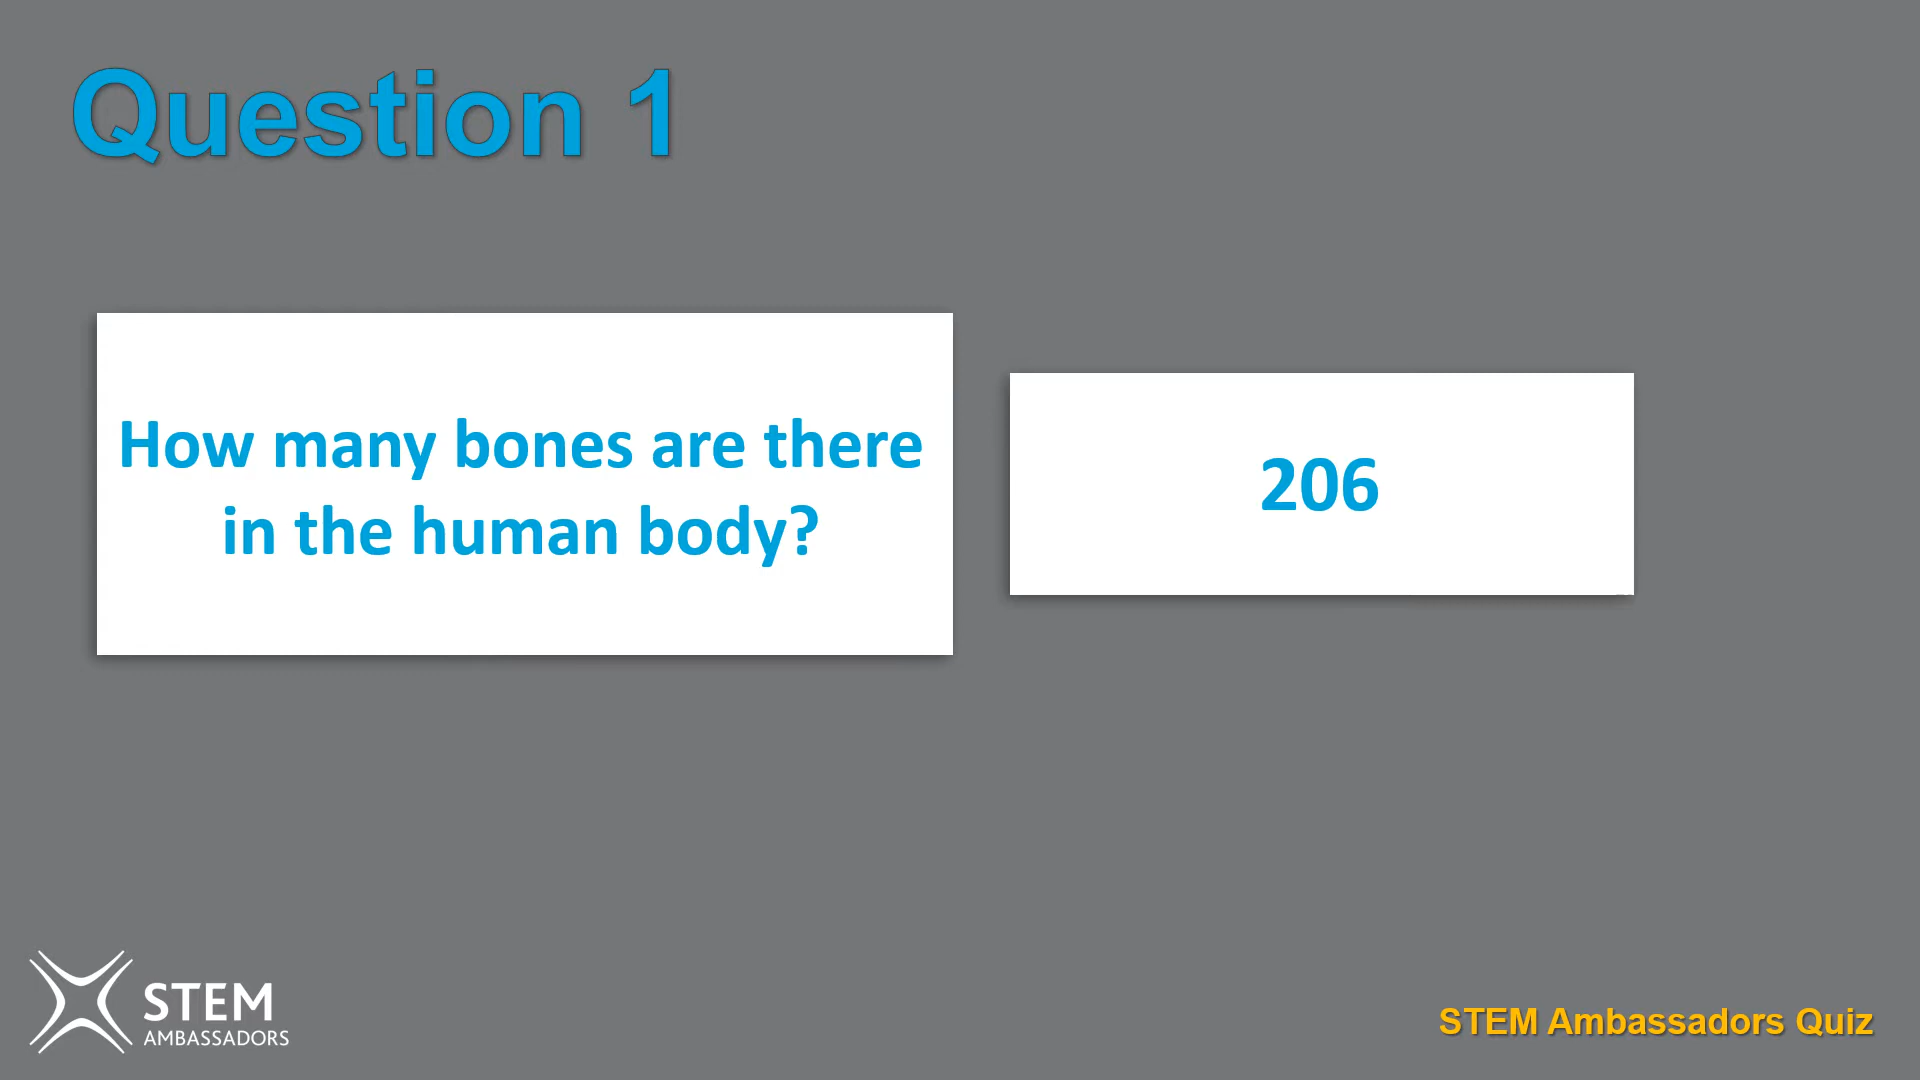 Question 1
How many bones are there
in the human body?
206
STEM
AMBASSADORS
STEM Ambassadors Quiz